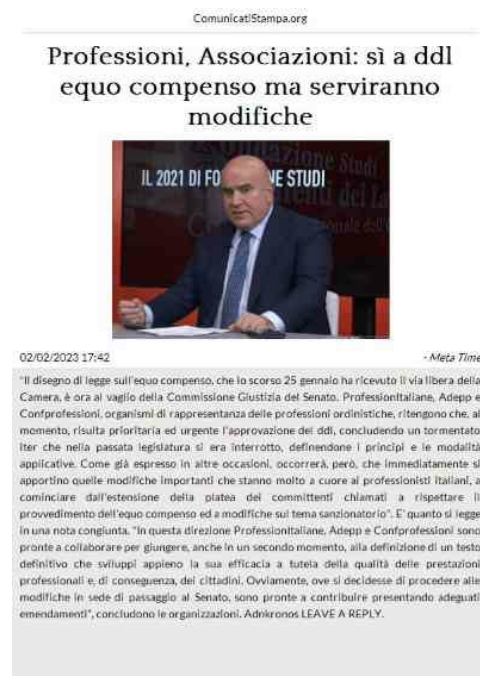 ComunicatiStampa.org
Professioni, Associazioni: sì a ddl
equo compenso ma serviranno
modifiche
IL 2021 DI FO NE STUDI
02/02/2023 17:42
- Meta Time
"Il disegno di legge sull'equo compenso, che lo scorso 25 gennaio ha ricevuto il via libera della
Camera, è ora al vaglio della Commissione Giustizia del Senato. ProfessionItaliane, Adepp e
Confprofessioni, organismi di rappresentanza delle professioni ordinistiche, ritengono che, al
momento, risulta prioritaria ed urgente l'approvazione del ddl, concludendo un tormentato
iter che nella passata legislatura si era interrotto, definendone i principi e le modalità
applicative. Come già espresso in altre occasioni, occorrerà, però, che immediatamente si
apportino quelle modifiche importanti che stanno molto a cuore ai professionisti italiani, a
cominciare dall'estensione della platea dei committenti chiamati a rispettare il
provvedimento dell'equo compenso ed a modifiche sul tema sanzionatorio". E' quanto si legge
in una nota congiunta. "In questa direzione ProfessionItaliane, Adepp e Confprofessioni sono
pronte a collaborare per giungere, anche in un secondo momento, alla definizione di un testo
definitivo che sviluppi appieno la sua efficacia a tutela della qualità delle prestazioni
professionali e, di conseguenza, dei cittadini. Ovviamente, ove si decidesse di procedere alle
modifiche in sede di passaggio al Senato, sono pronte a contribuire presentando adeguati
emendamenti", concludono le organizzazioni. Adnkronos LEAVE A REPLY.